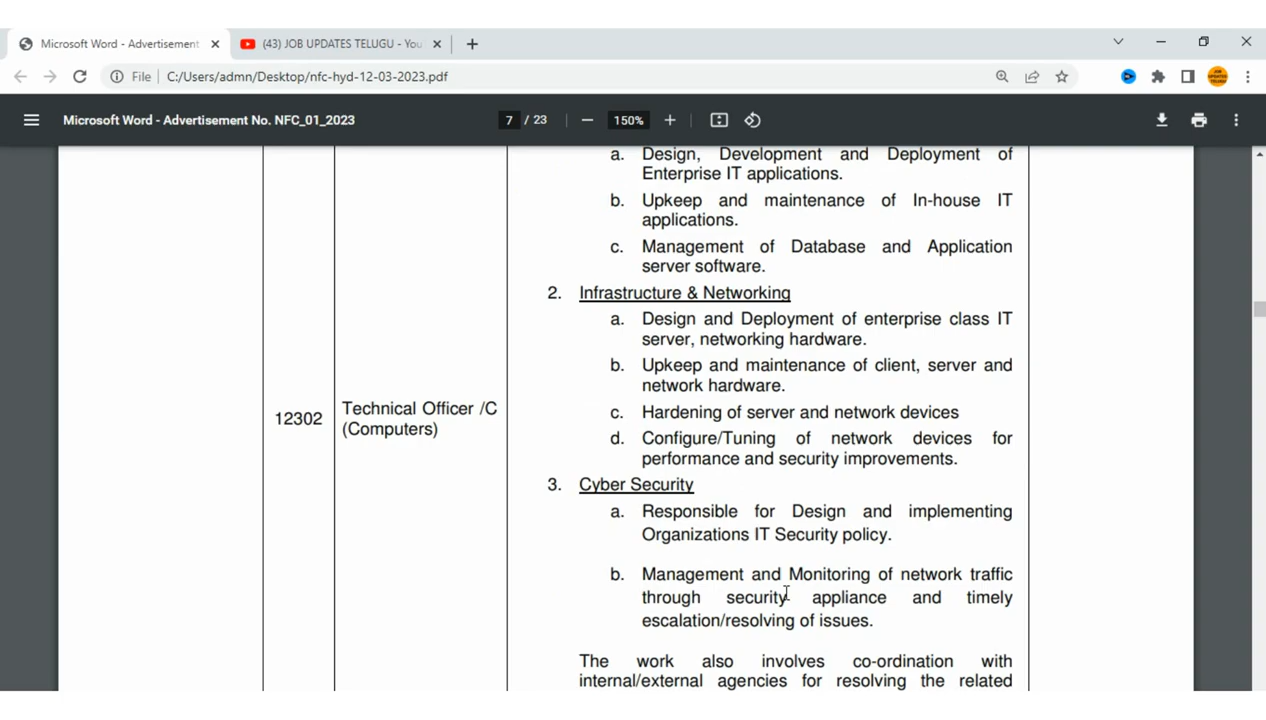 Microsoft Word - Advertisement
(43) JOB UPDATES TELUGU - You
File
C:/Users/admn/Desktop/nfc-hyd-12-03-2023.pdf
Microsoft Word - Advertisement No. NFC_01_2023
7 / 23
150%
a. Design, Development and Deployment of
Enterprise IT applications.
b. Upkeep and maintenance of In-house IT
applications.
c. Management of Database and Application
server software.
2. Infrastructure & Networking
a. Design and Deployment of enterprise class IT
server, networking hardware.
b. Upkeep and maintenance of client, server and
network hardware.
c. Hardening of server and network devices
12302
Technical Officer /C
(Computers)
d. Configure/Tuning of network devices for
performance and security improvements.
3. Cyber Security
a. Responsible for Design and implementing
Organizations IT Security policy.
b. Management and Monitoring of network traffic
through security appliance and timely
escalation/resolving of issues.
The work also involves co-ordination with
internal/external agencies for resolving the related